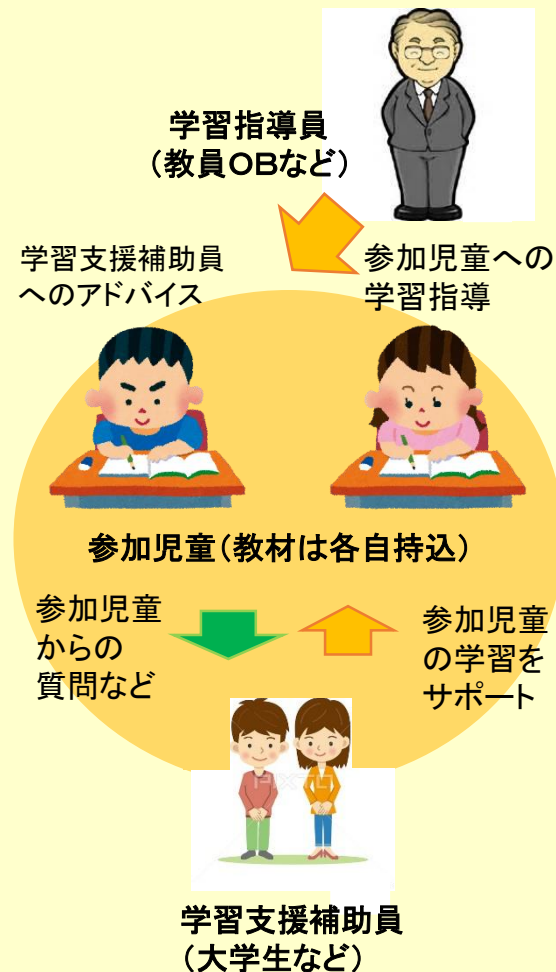 学習指導員
（教員OBなど）
学習支援補助員
へのアドバイス
参加児童への
学習指導
参加児童（教材は各自持込）
参加児童
からの
質問など
参加児童
の学習を
サポート
PIXTA
学習支援補助員
（大学生など）